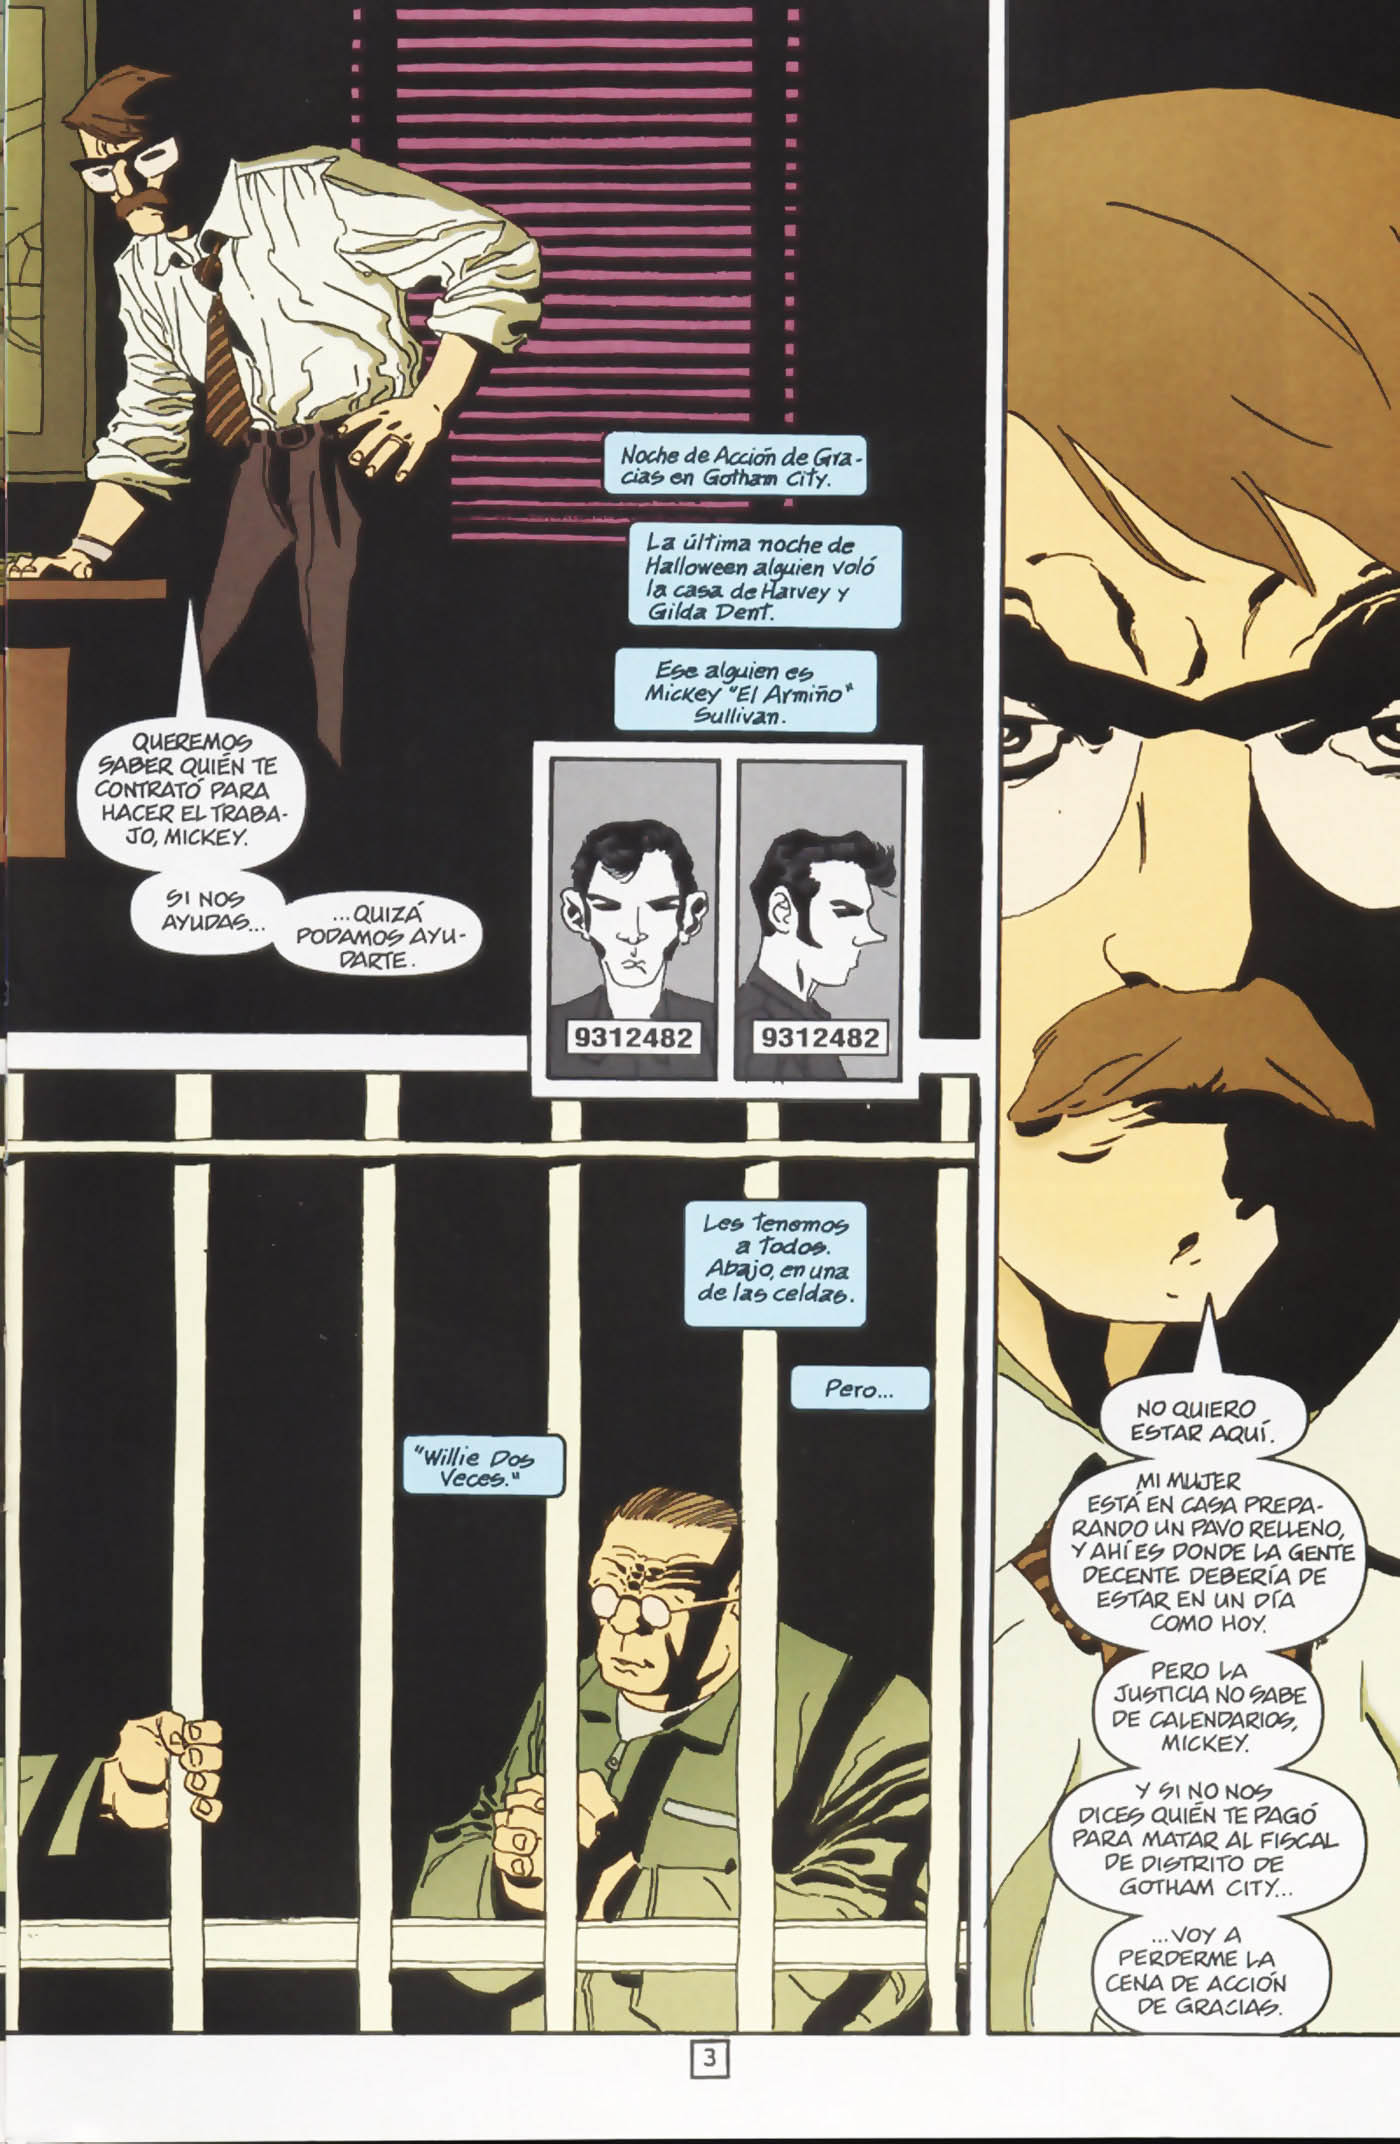 Noche de Acción de Gra-
cias en Gotham City.
La última noche de
Halloween alguien voló
la casa de Harvey y
Gilda Dent.
Ese alguien es
Mickey "El Armiño"
Sullivan.
QUEREMOS
SABER QUIÉN TE
CONTRATÓ PARA
HACER EL TRABA-
JO, MICKEY.
SI NOS
AYUDAS...
...QUIZÁ
PODAMOS AYU-
DARTE.
9312482
9312482
NO QUIERO
ESTAR AQUÍ.
MI MUJER
ESTÁ EN CASA PREPA-
RANDO UN PAVO RELLENO,
Y AHÍ ES DONDE LA GENTE
DECENTE DEBERÍA DE
ESTAR EN UN DÍA
COMO HOY.
PERO LA
JUSTICIA NO SABE
DE CALENDARIOS,
MICKEY.
Y SI NO NOS
DICES QUIÉN TE PAGÓ
PARA MATAR AL FISCAL
DE DISTRITO DE
GOTHAM CITY...
...VOY A
PERDERME LA
CENA DE ACCIÓN
DE GRACIAS.
Les tenemos
a todos.
Abajo, en una
de las celdas.
Pero...
"Willie Dos
Veces."
3